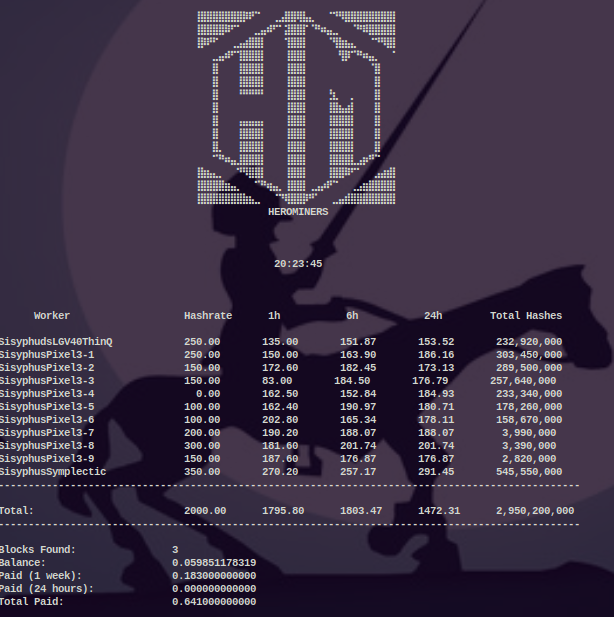 HEROMINERS
20:23:45
Worker Hashrate 1h 6h 24h Total Hashes
SisyphudsLGV40ThinQ 250.00 135.00 151.87 153.52 232,920,000
SisyphusPixel3-1 250.00 150.00 163.90 186.16 303,450,000
SisyphusPixel3-2 150.00 172.60 182.45 173.13 289,500,000
SisyphusPixel3-3 150.00 83.00 184.50 176.79 257,640,000
SisyphusPixel3-4 0.00 162.50 152.84 184.93 233,340,000
SisyphusPixel3-5 100.00 162.40 190.97 180.71 178,260,000
SisyphusPixel3-6 100.00 202.80 165.34 178.11 158,670,000
SisyphusPixel3-7 200.00 190.20 188.07 188.07 3,990,000
SisyphusPixel3-8 300.00 181.60 201.74 201.74 3,390,000
SisyphusPixel3-9 150.00 187.60 176.87 176.87 2,820,000
SisyphusSymplectic 350.00 270.20 257.17 291.45 545,550,000
Total: 2000.00 1795.80 1803.47 1472.31 2,950,200,000
Blocks Found: 3
Balance: 0.059851178319
Paid (1 week): 0.183000000000
Paid (24 hours): 0.000000000000
Total Paid: 0.641000000000